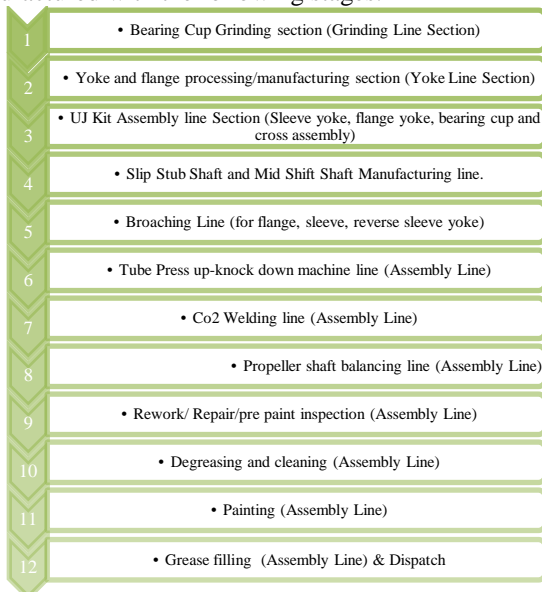 1
• Bearing Cup Grinding section (Grinding Line Section)
2
• Yoke and flange processing/manufacturing section (Yoke Line Section)
3
• UJ Kit Assembly line Section (Sleeve yoke, flange yoke, bearing cup and
cross assembly)
4
• Slip Stub Shaft and Mid Shift Shaft Manufacturing line.
5
• Broaching Line (for flange, sleeve, reverse sleeve yoke)
6
• Tube Press up-knock down machine line (Assembly Line)
7
• Co2 Welding line (Assembly Line)
8
• Propeller shaft balancing line (Assembly Line)
9
• Rework/ Repair/pre paint inspection (Assembly Line)
10
• Degreasing and cleaning (Assembly Line)
11
• Painting (Assembly Line)
12
• Grease filling (Assembly Line) & Dispatch